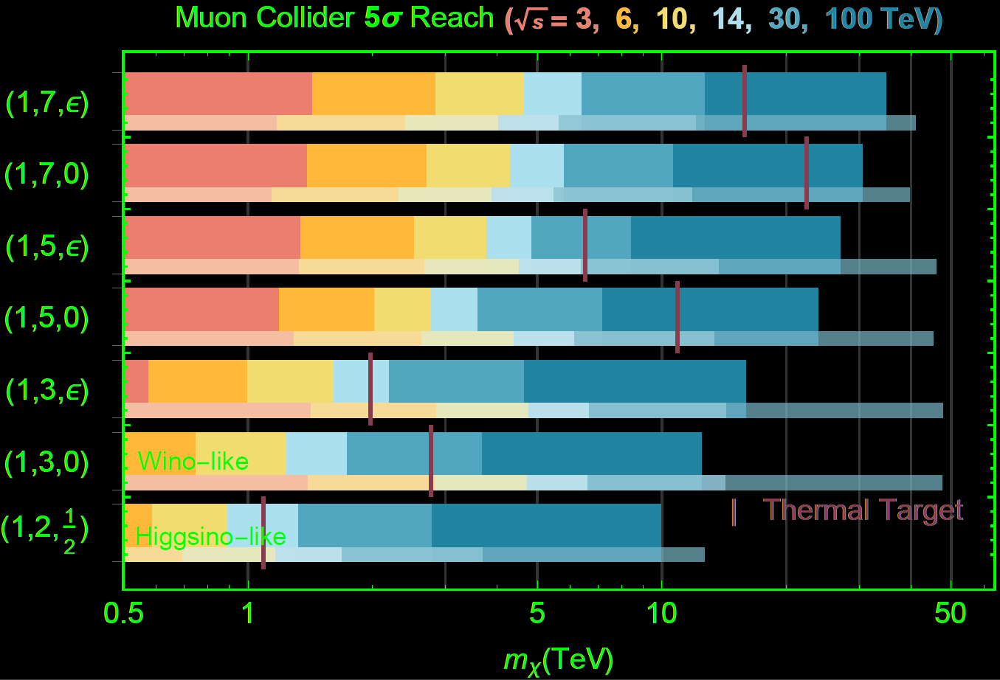 Muon Collider 5σ Reach (√s = 3, 6, 10, 14, 30, 100 TeV)
(1,7,ϵ)
(1,7,0)
(1,5,ϵ)
(1,5,0)
(1,3,ϵ)
(1,3,0)
Wino−like
| Thermal Target
(1,2,1/2)
Higgsino−like
0.5 1 5 10 50
mχ(TeV)